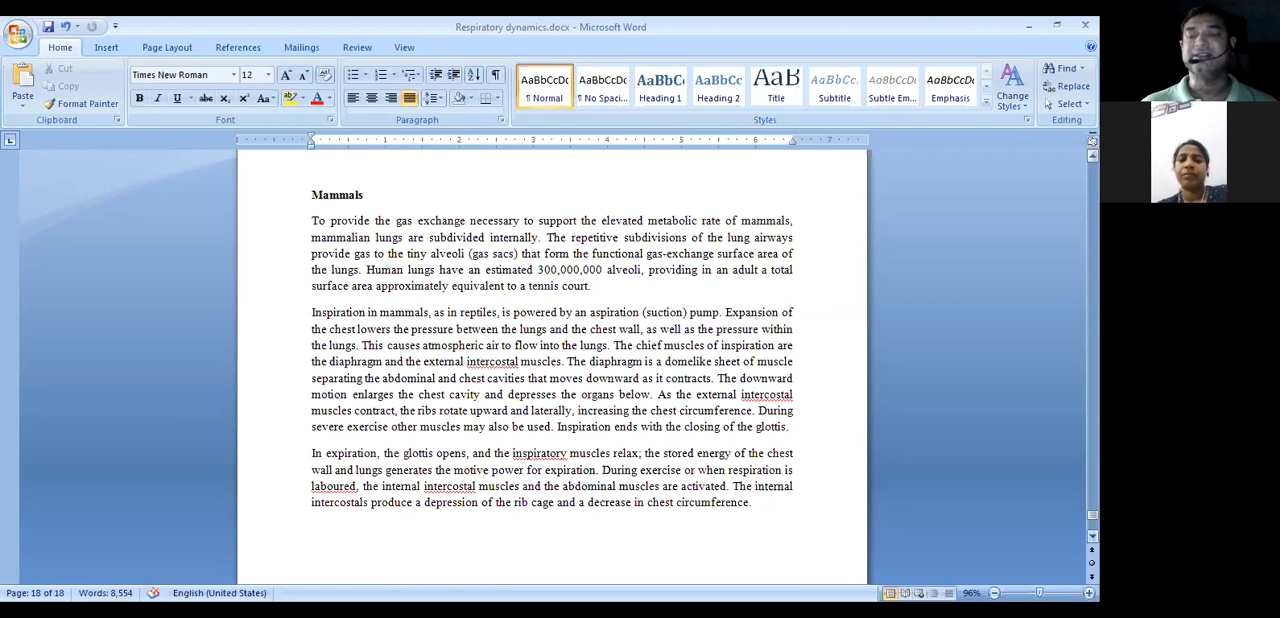 Respiratory dynamics.docx - Microsoft Word
Home Insert Page Layout References Mailings Review View
Paste
Cut
Copy
Format Painter
Clipboard
Times New Roman 12
Font
Paragraph
AaBbCcDc AaBbCcDc AaBbC AaBbCc AaB AaBbCc. AaBbCcDc AaBbCcDc
¶ Normal ¶ No Spaci... Heading 1 Heading 2 Title Subtitle Subtle Em... Emphasis
Styles
Change
Styles
Find
Replace
Select
Editing
1 2 3 4 5 6 7
Mammals
To provide the gas exchange necessary to support the elevated metabolic rate of mammals,
mammalian lungs are subdivided internally. The repetitive subdivisions of the lung airways
provide gas to the tiny alveoli (gas sacs) that form the functional gas-exchange surface area of
the lungs. Human lungs have an estimated 300,000,000 alveoli, providing in an adult a total
surface area approximately equivalent to a tennis court.
Inspiration in mammals, as in reptiles, is powered by an aspiration (suction) pump. Expansion of
the chest lowers the pressure between the lungs and the chest wall, as well as the pressure within
the lungs. This causes atmospheric air to flow into the lungs. The chief muscles of inspiration are
the diaphragm and the external intercostal muscles. The diaphragm is a domelike sheet of muscle
separating the abdominal and chest cavities that moves downward as it contracts. The downward
motion enlarges the chest cavity and depresses the organs below. As the external intercostal
muscles contract, the ribs rotate upward and laterally, increasing the chest circumference. During
severe exercise other muscles may also be used. Inspiration ends with the closing of the glottis.
In expiration, the glottis opens, and the inspiratory muscles relax; the stored energy of the chest
wall and lungs generates the motive power for expiration. During exercise or when respiration is
laboured, the internal intercostal muscles and the abdominal muscles are activated. The internal
intercostals produce a depression of the rib cage and a decrease in chest circumference.
Page: 18 of 18 Words: 8,554 English (United States) 96%